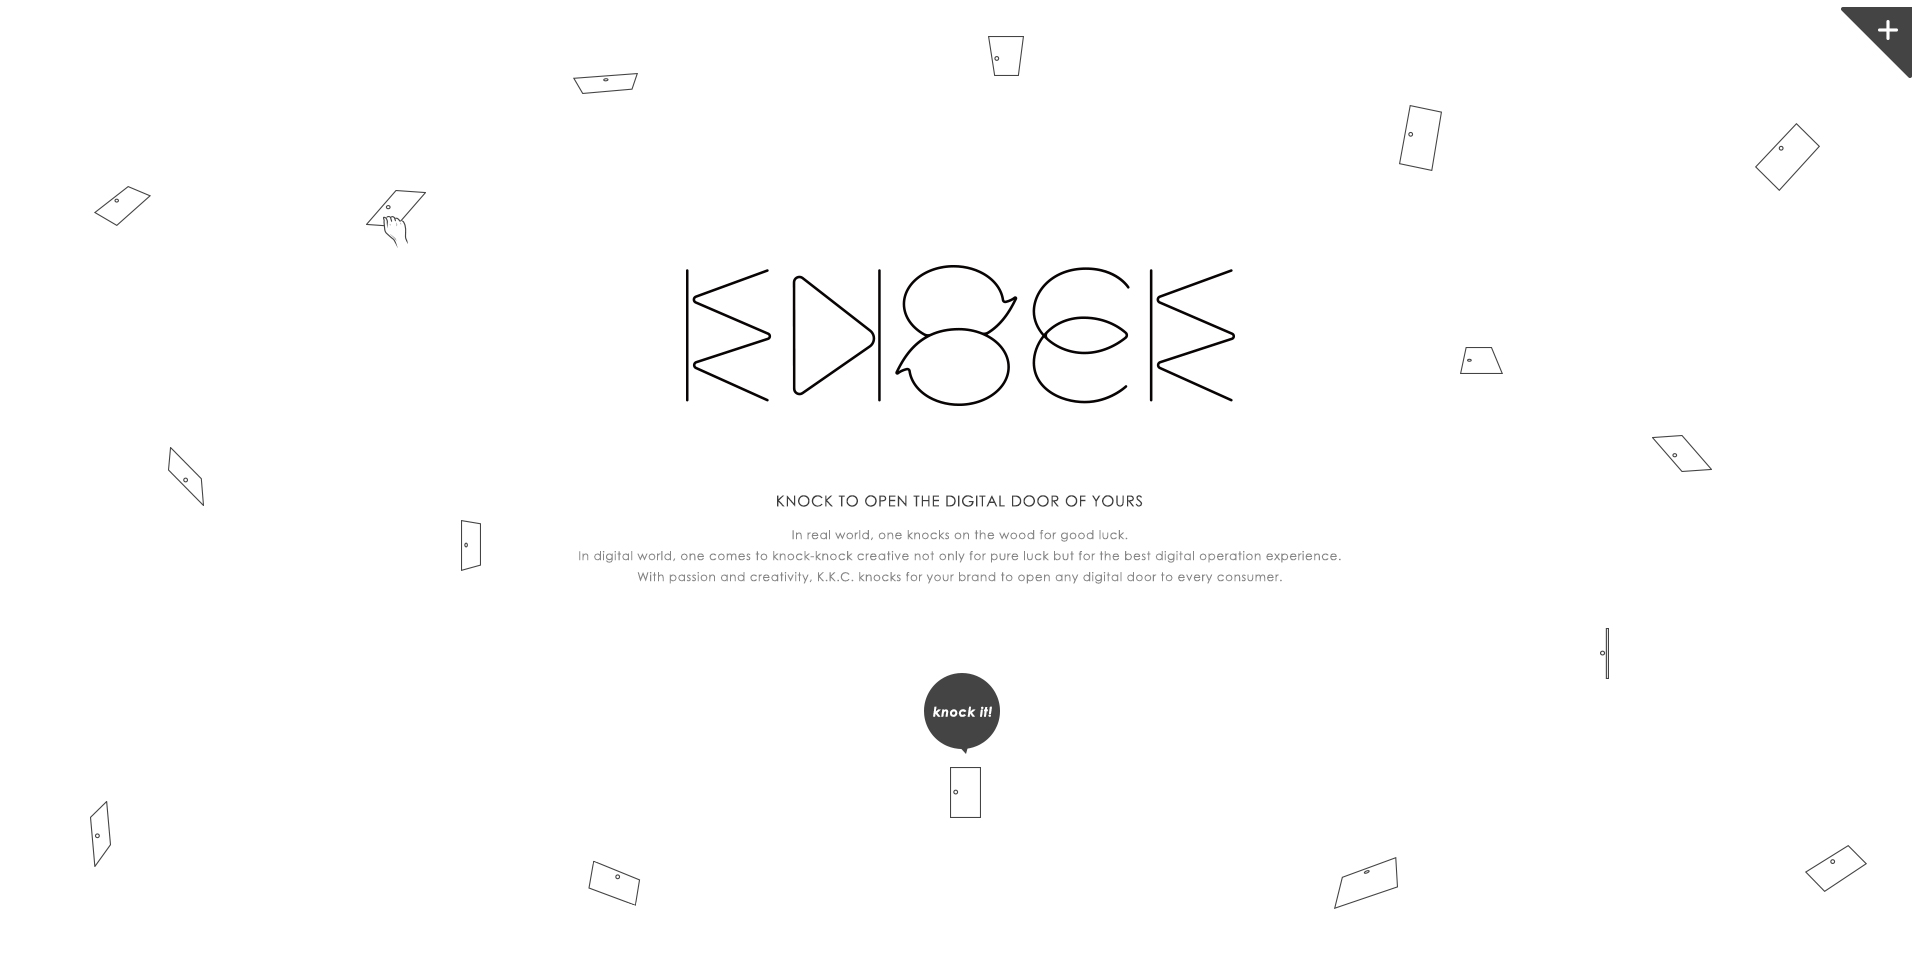 KNOCK
KNOCK TO OPEN THE DIGITAL DOOR OF YOURS
In real world, one knocks on the wood for good luck.
In digital world, one comes to knock-knock creative not only for pure luck but for the best digital operation experience.
With passion and creativity, K.K.C. knocks for your brand to open any digital door to every consumer.
knock it!